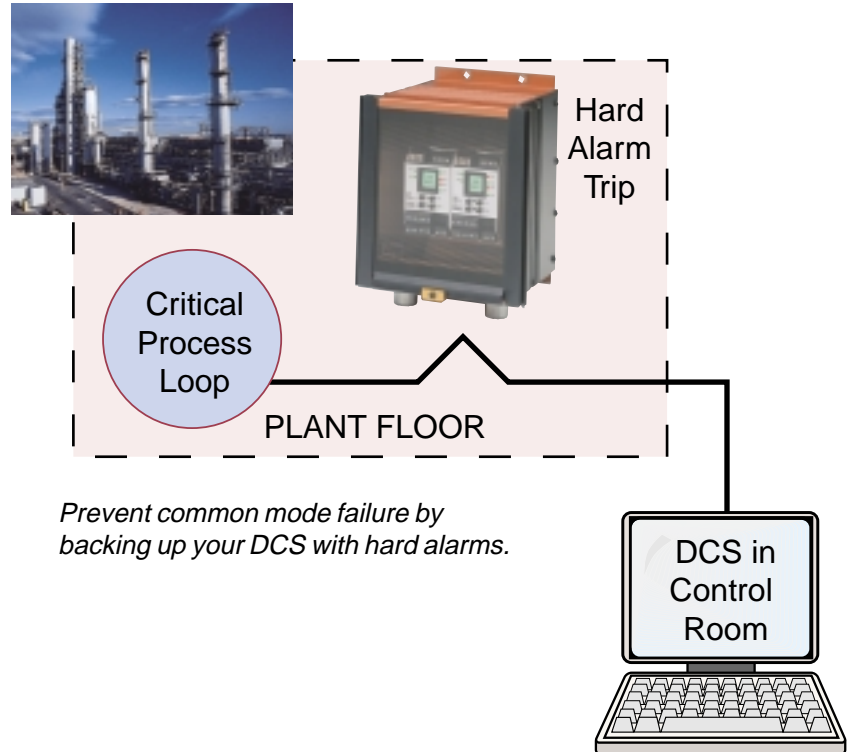 Hard
Alarm
Trip
Critical
Process
Loop
PLANT FLOOR
Prevent common mode failure by
backing up your DCS with hard alarms.
DCS in
Control
Room